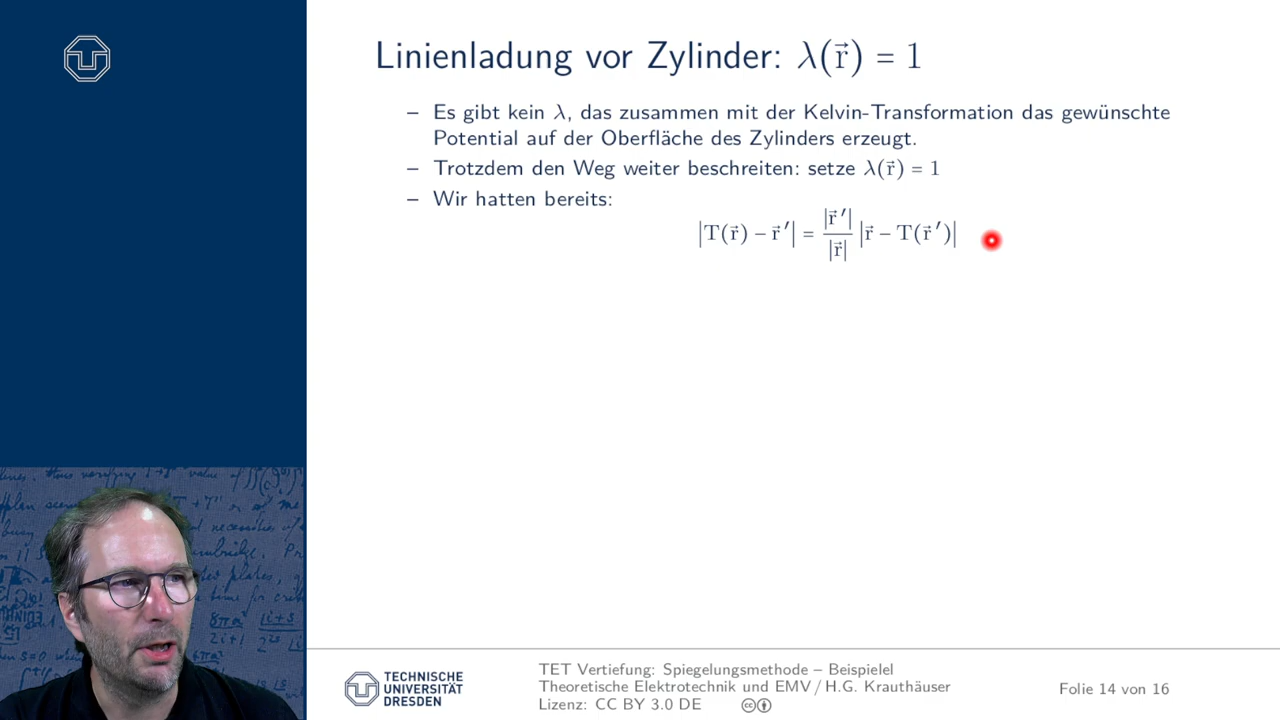 Linienladung vor Zylinder: λ(r⃗) = 1
– Es gibt kein λ, das zusammen mit der Kelvin-Transformation das gewünschte
Potential auf der Oberfläche des Zylinders erzeugt.
– Trotzdem den Weg weiter beschreiten: setze λ(r⃗) = 1
– Wir hatten bereits:
|T(r⃗) − r⃗ ′| = |r⃗ ′| / |r⃗| |r⃗ − T(r⃗ ′)|
TECHNISCHE
UNIVERSITÄT
DRESDEN
TET Vertiefung: Spiegelungsmethode – Beispielel
Theoretische Elektrotechnik und EMV / H.G. Krauthäuser
Lizenz: CC BY 3.0 DE
Folie 14 von 16